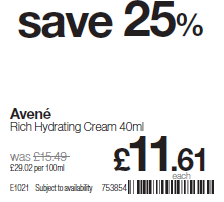 save 25%
Avené
Rich Hydrating Cream 40ml
was £15.49
£29.02 per 100ml
£11.61
each
E1021 Subject to availability 753854